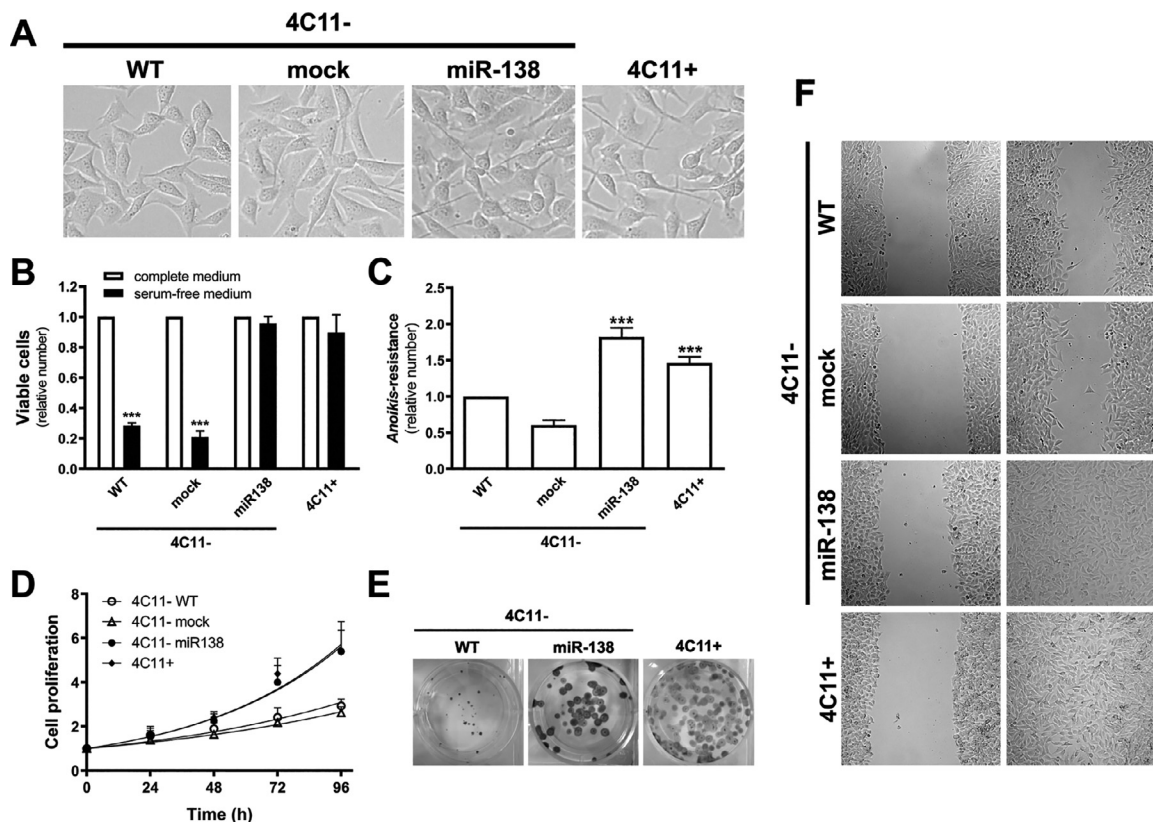 A
4C11-
WT
mock
miR-138
4C11+
B
complete medium
serum-free medium
Viable cells
(relative number)
1.2
1.0
0.8
0.6
0.4
0.2
0.0
***
***
WT
mock
miR138
4C11+
4C11-
C
Anoikis-resistance
(relative number)
2.5
2.0
1.5
1.0
0.5
0.0
***
***
WT
mock
miR-138
4C11+
4C11-
D
4C11- WT
4C11- mock
4C11- miR138
4C11+
Cell proliferation
8
6
4
2
0
0 24 48 72 96
Time (h)
E
4C11-
WT
miR-138
4C11+
F
4C11-
WT
mock
miR-138
4C11+